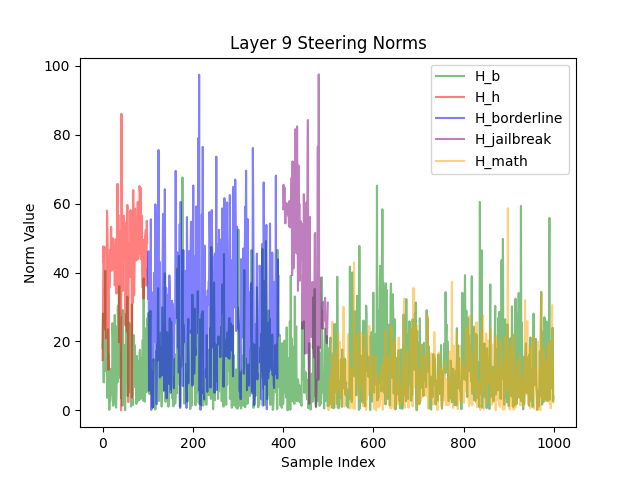 Layer 9 Steering Norms
Norm Value
100
80
60
40
20
0
H_b
H_h
H_borderline
H_jailbreak
H_math
0
200
400
600
800
1000
Sample Index